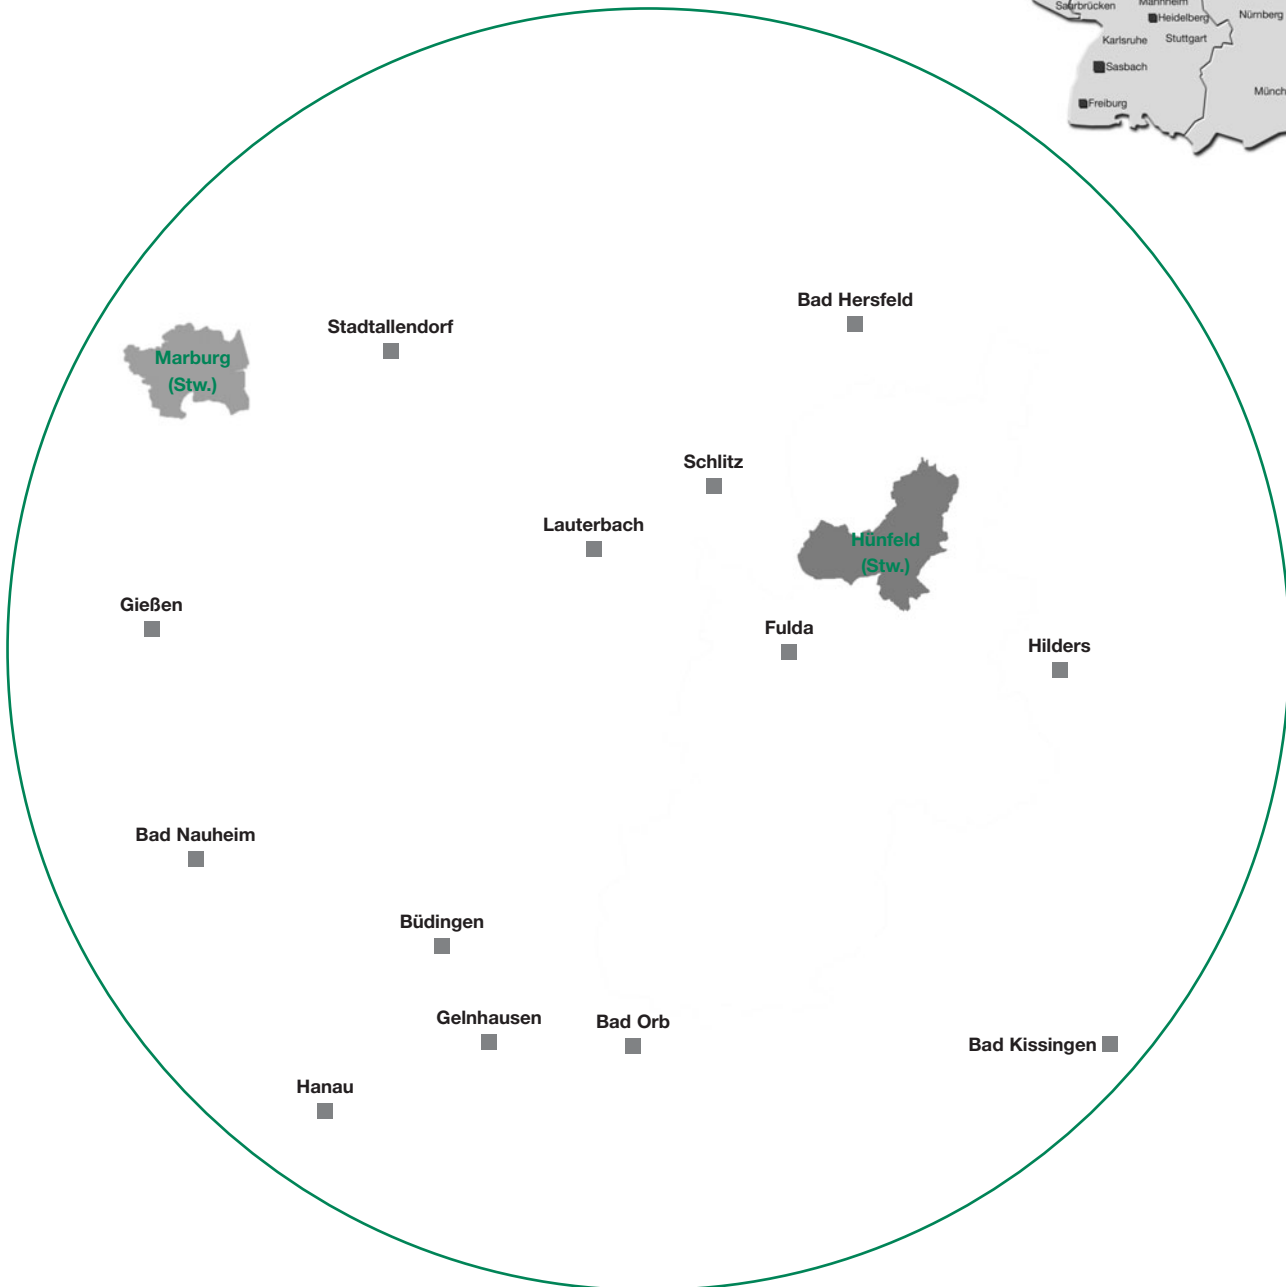 Saarbrücken
Mannheim
Heidelberg
Nürnberg
Karlsruhe
Stuttgart
Sasbach
Münch
Freiburg
Bad Hersfeld
Stadtallendorf
Marburg
(Stw.)
Schlitz
Lauterbach
Hünfeld
(Stw.)
Gießen
Fulda
Hilders
Bad Nauheim
Büdingen
Gelnhausen
Bad Orb
Bad Kissingen
Hanau